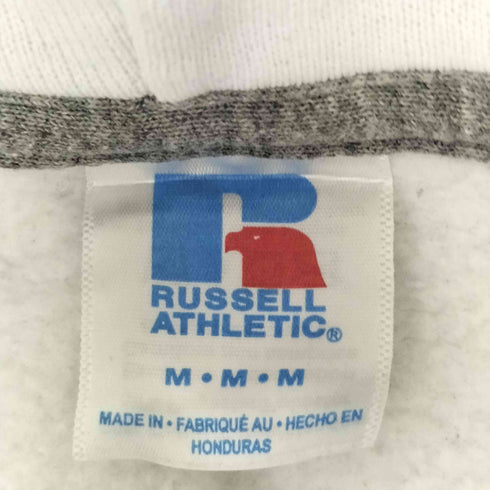 RUSSELL
ATHLETIC®
M • M • M
MADE IN • FABRIQUÉ AU • HECHO EN
HONDURAS